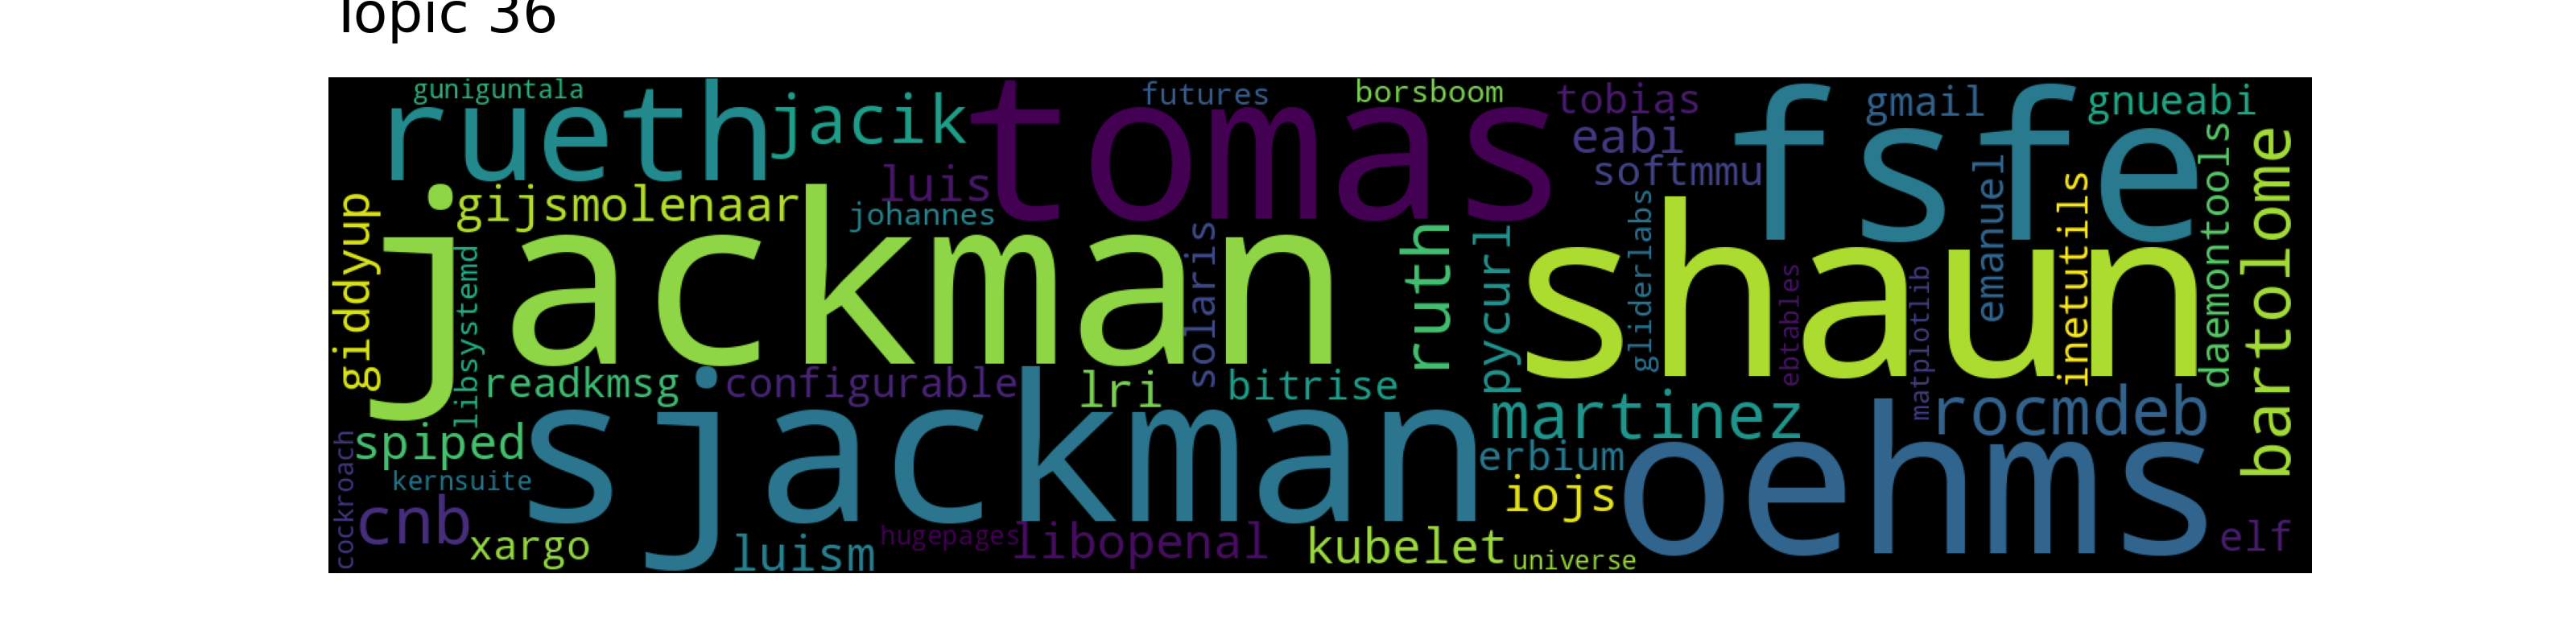 Topic 36
guniguntala
rueth
jacik
tomas
futures
borsboom
tobias
eabi
softmmu
fsfe
gmail
gnueabi
luis
johannes
gijsmolenaar
giddyup
jackman
libsystemd
solaris
ruth
pycurl
shaun
gliderlabs
ebtables
matplotlib
emanuel
inetutils
daemontools
bartolome
readkmsg
configurable
lri
bitrise
martinez
rocmdeb
spiped
sjackman
erbium
oehms
kernsuite
iojs
cockroach
cnb
xargo
luism
hugepages
libopenal
kubelet
universe
elf